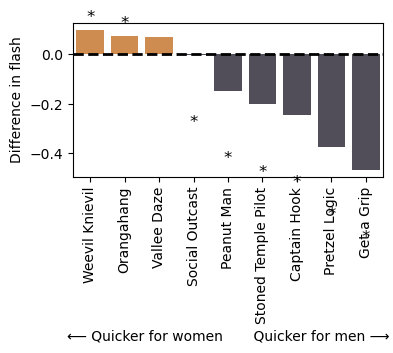 Difference in flash
0.0
−0.2
−0.4
* * * * * * * * *
Weevil Knievil
Orangahang
Vallee Daze
Social Outcast
Peanut Man
Stoned Temple Pilot
Captain Hook
Pretzel Logic
Get a Grip
⟵ Quicker for women
Quicker for men ⟶